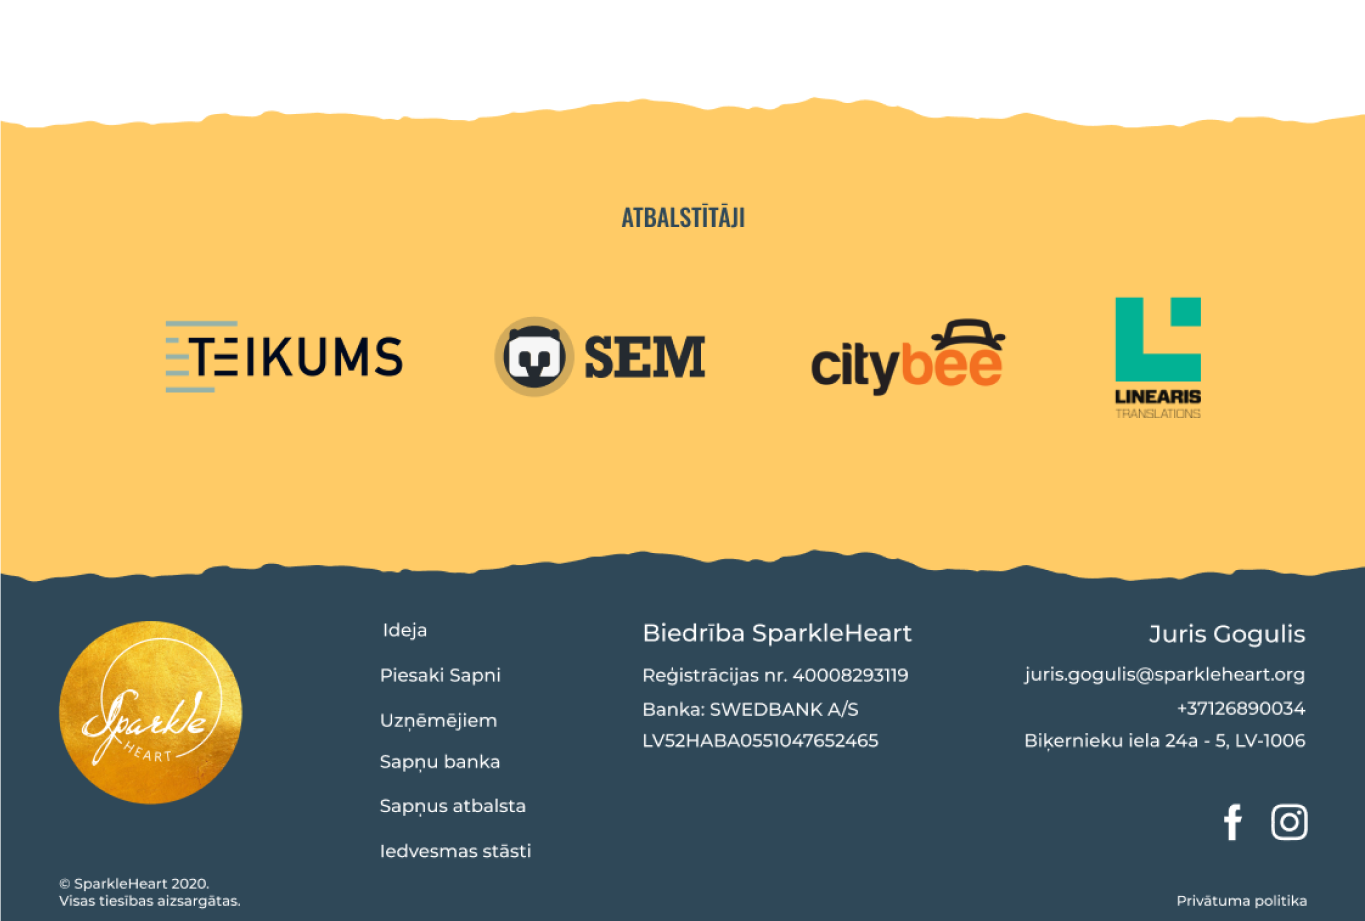 ATBALSTĪTĀJI
TEIKUMS
SEM
citybee
LINEARIS
TRANSLATIONS
Sparkle
HEART
Ideja
Piesaki Sapni
Uzņēmējiem
Sapņu banka
Sapņus atbalsta
Iedvesmas stāsti
Biedrība SparkleHeart
Reģistrācijas nr. 40008293119
Banka: SWEDBANK A/S
LV52HABA0551047652465
Juris Gogulis
juris.gogulis@sparkleheart.org
+37126890034
Biķernieku iela 24a - 5, LV-1006
© SparkleHeart 2020.
Visas tiesības aizsargātas.
Privātuma politika